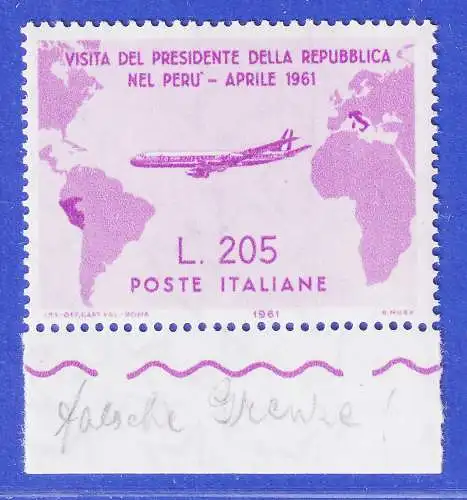 VISITA DEL PRESIDENTE DELLA REPUBBLICA
NEL PERU' - APRILE 1961
L. 205
POSTE ITALIANE
1961
falsche Grenze!